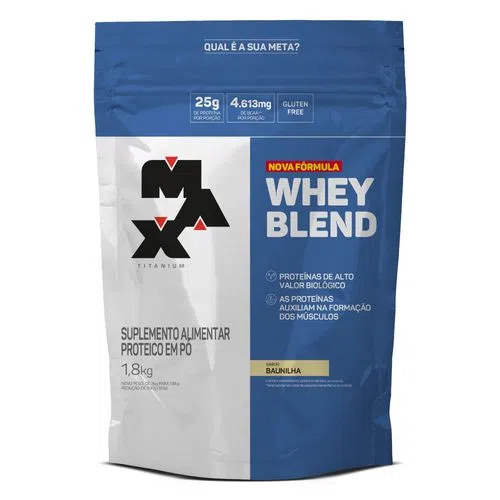 QUAL É A SUA META?
25g
DE PROTEÍNA
POR PORÇÃO
4.613mg
DE BCAA
POR PORÇÃO
GLUTEN
FREE
MAX
TITANIUM
NOVA FÓRMULA
WHEY
BLEND
PROTEÍNAS DE ALTO
VALOR BIOLÓGICO
AS PROTEÍNAS
AUXILIAM NA FORMAÇÃO
DOS MÚSCULOS
SUPLEMENTO ALIMENTAR
PROTEICO EM PÓ
1,8kg
SABOR
BAUNILHA